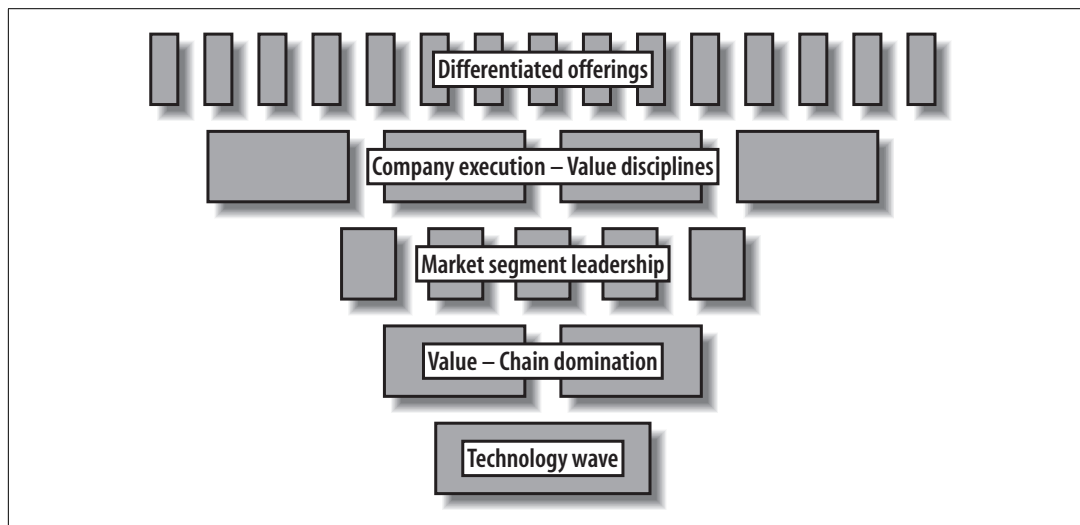 Differentiated offerings
Company execution – Value disciplines
Market segment leadership
Value – Chain domination
Technology wave